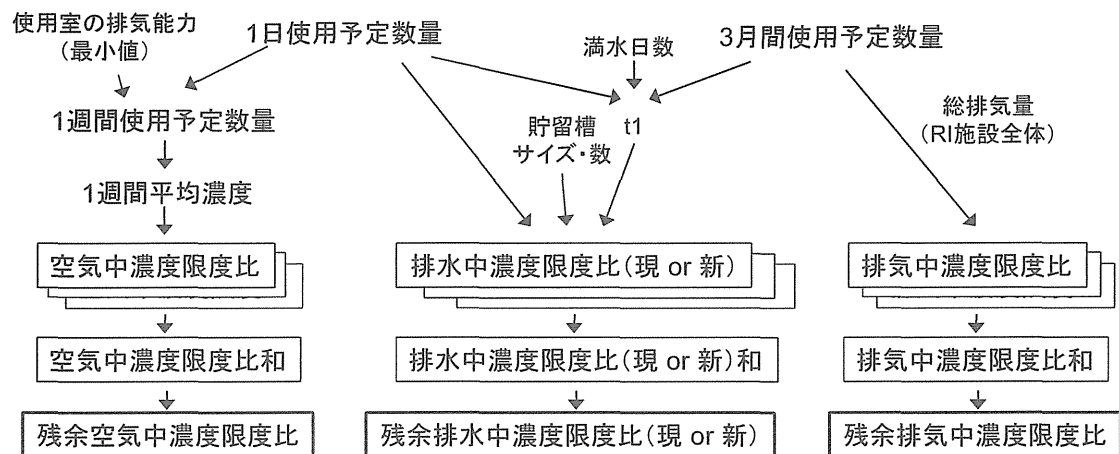 使用室の排気能力
(最小値)
1日使用予定数量
満水日数
3月間使用予定数量
1週間使用予定数量
貯留槽
サイズ・数
t1
総排気量
(RI施設全体)
1週間平均濃度
空気中濃度限度比
排水中濃度限度比(現 or 新)
排気中濃度限度比
空気中濃度限度比和
排水中濃度限度比(現 or 新)和
排気中濃度限度比和
残余空気中濃度限度比
残余排水中濃度限度比(現 or 新)
残余排気中濃度限度比